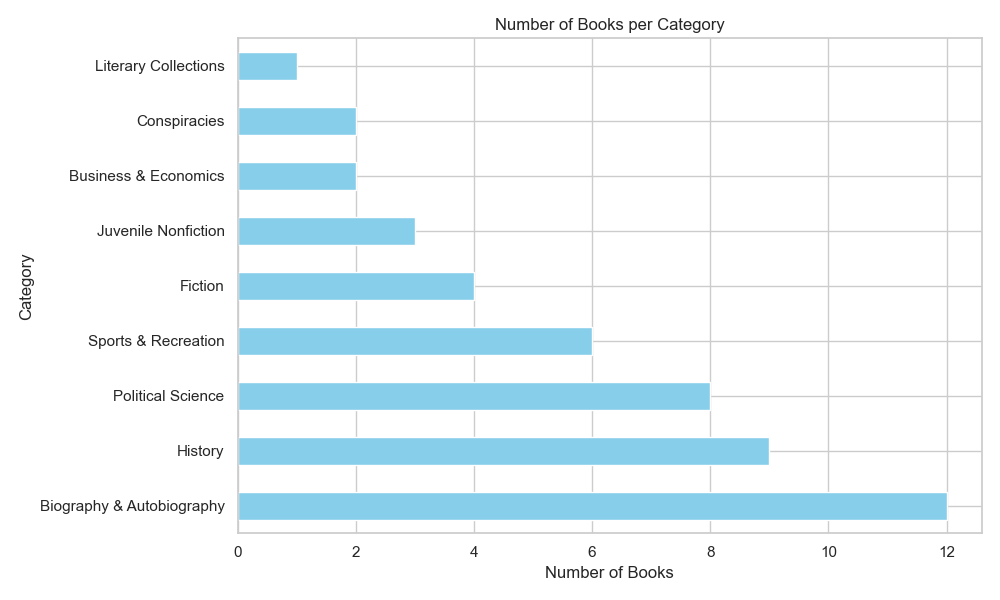 Number of Books per Category
Literary Collections
Conspiracies
Business & Economics
Juvenile Nonfiction
Fiction
Sports & Recreation
Political Science
History
Biography & Autobiography
Category
0 2 4 6 8 10 12
Number of Books